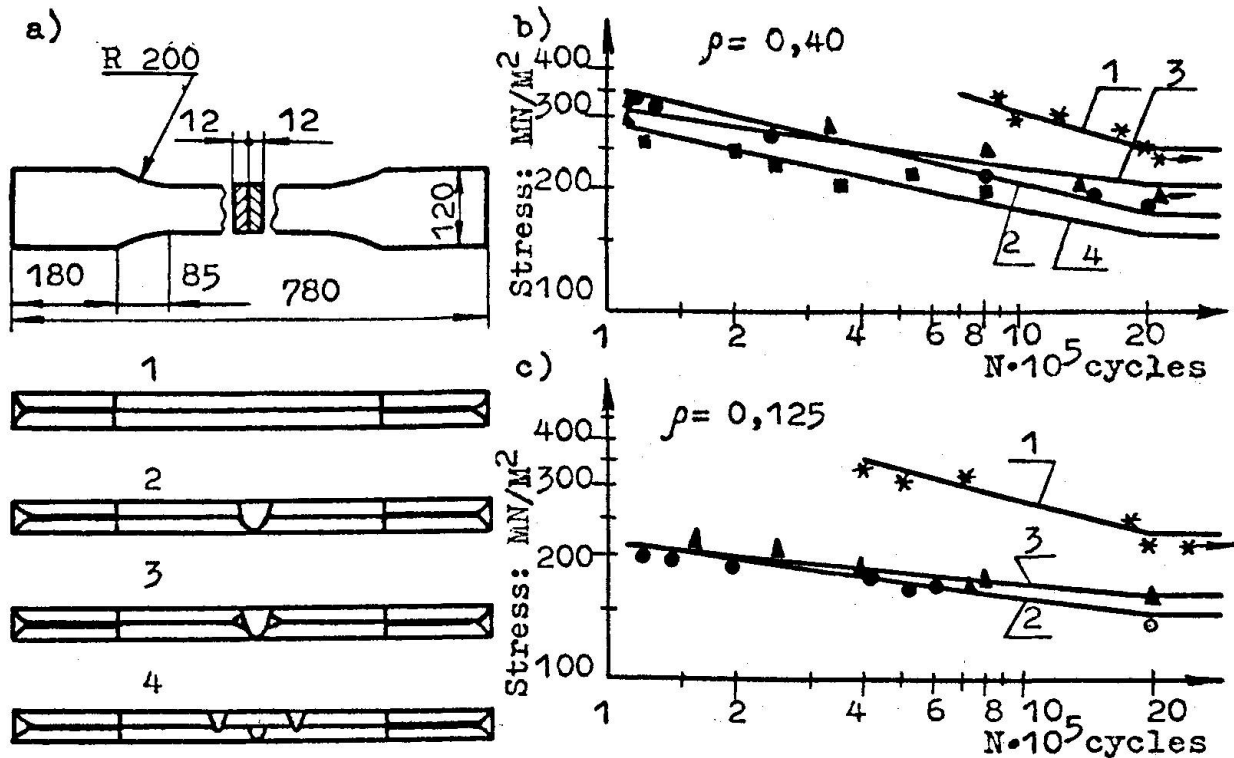 a)
R 200
12 12
120
180 85
780
1
2
3
4
b)
ρ= 0,40
Stress: MN/M²
400
300
200
100
1 3
2 4
1 2 4 6 8 10 20
N•10⁵cycles
c)
ρ= 0,125
Stress: MN/M²
400
300
200
100
1
3
2
1 2 4 6 8 10 20
N•10⁵cycles